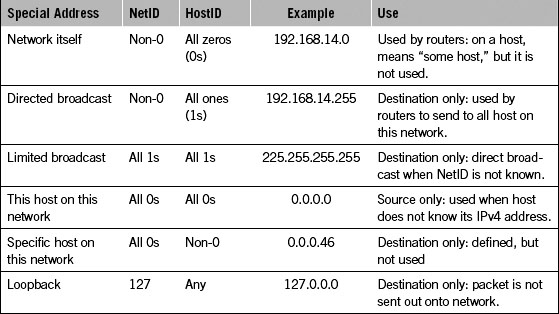 Special Address NetID HostID Example Use
Network itself Non-0 All zeros 192.168.14.0 Used by routers: on a host,
(0s) means “some host,” but it is
not used.
Directed broadcast Non-0 All ones 192.168.14.255 Destination only: used by
(1s) routers to send to all host on
this network.
Limited broadcast All 1s All 1s 225.255.255.255 Destination only: direct broad-
cast when NetID is not known.
This host on this All 0s All 0s 0.0.0.0 Source only: used when host
network does not know its IPv4 address.
Specific host on All 0s Non-0 0.0.0.46 Destination only: defined, but
this network not used
Loopback 127 Any 127.0.0.0 Destination only: packet is not
sent out onto network.